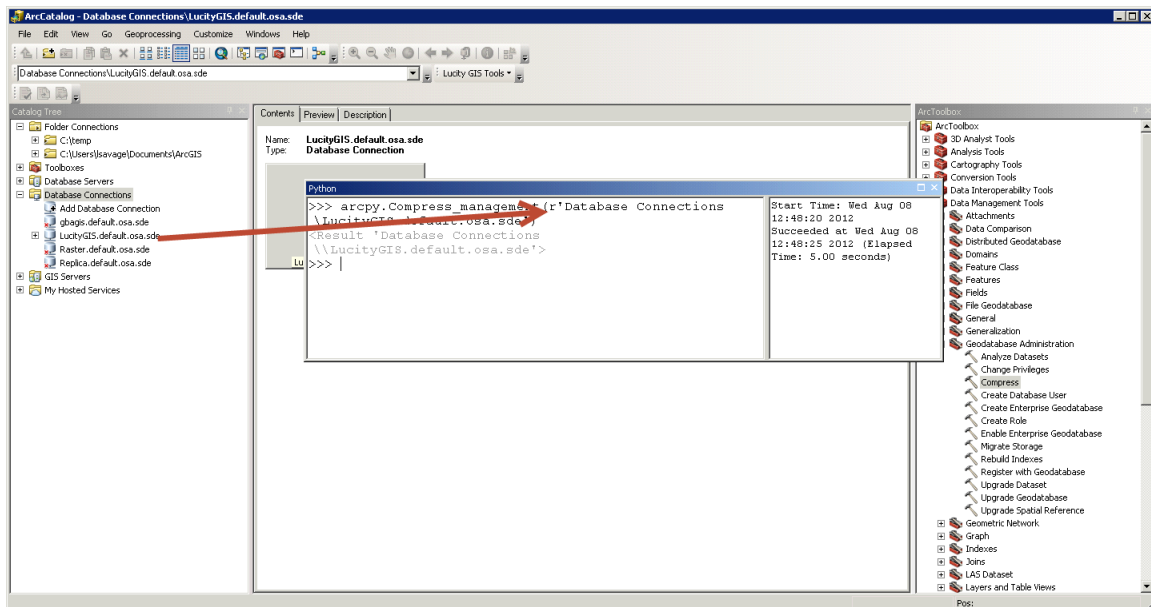 ArcCatalog - Database Connections\LucityGIS.default.osa.sde
File Edit View Go Geoprocessing Customize Windows Help
Database Connections\LucityGIS.default.osa.sde
Lucity GIS Tools
Catalog Tree
Folder Connections
C:\temp
C:\Users\lsavage\Documents\ArcGIS
Toolboxes
Database Servers
Database Connections
Add Database Connection
gbagis.default.osa.sde
LucityGIS.default.osa.sde
Raster.default.osa.sde
Replica.default.osa.sde
GIS Servers
My Hosted Services
Contents Preview Description
Name: LucityGIS.default.osa.sde
Type: Database Connection
Lu
Python
>>> arcpy.Compress_management(r'Database Connections
\LucityGIS.default.osa.sde'
Result 'Database Connections
\\LucityGIS.default.osa.sde'>
>>>
Start Time: Wed Aug 08
12:48:20 2012
Succeeded at Wed Aug 08
12:48:25 2012 (Elapsed
Time: 5.00 seconds)
ArcToolbox
ArcToolbox
3D Analyst Tools
Analysis Tools
Cartography Tools
Conversion Tools
Data Interoperability Tools
Data Management Tools
Attachments
Data Comparison
Distributed Geodatabase
Domains
Feature Class
Features
Fields
File Geodatabase
General
Generalization
Geodatabase Administration
Analyze Datasets
Change Privileges
Compress
Create Database User
Create Enterprise Geodatabase
Create Role
Enable Enterprise Geodatabase
Migrate Storage
Rebuild Indexes
Register with Geodatabase
Upgrade Dataset
Upgrade Geodatabase
Upgrade Spatial Reference
Geometric Network
Graph
Indexes
Joins
LAS Dataset
Layers and Table Views
Pos: